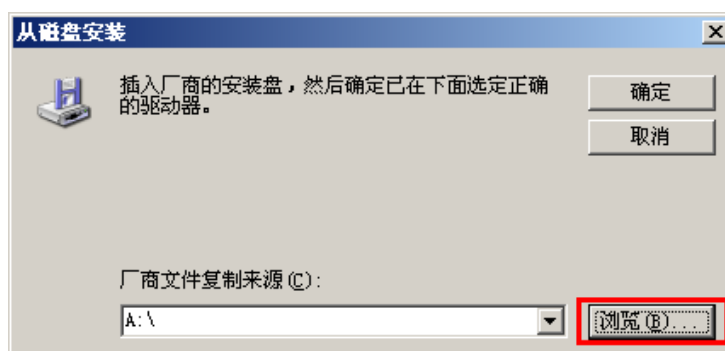 从磁盘安装
插入厂商的安装盘，然后确定已在下面选定正确
的驱动器。
确定
取消
厂商文件复制来源(C):
A:\
浏览(B)...